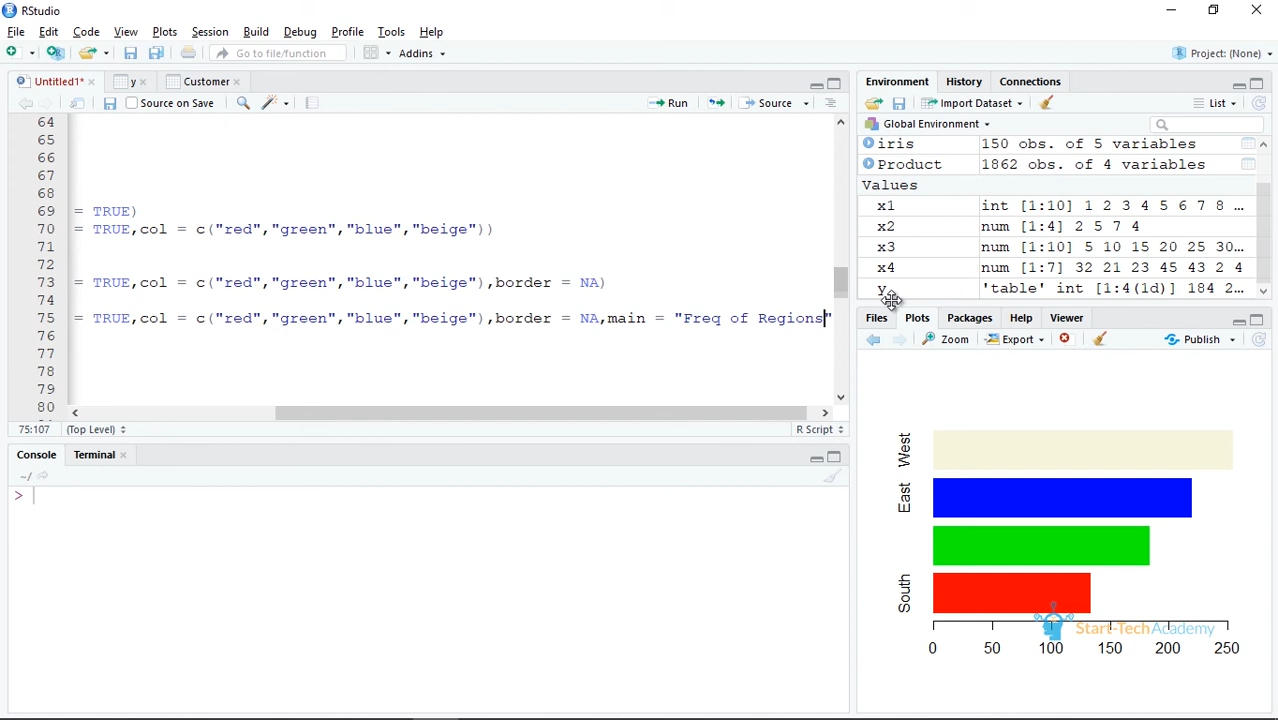 RStudio
File Edit Code View Plots Session Build Debug Profile Tools Help
Go to file/function Addins Project: (None)
Untitled1* y Customer
Source on Save Run Source
64
65
66
67
68
69 = TRUE)
70 = TRUE,col = c("red","green","blue","beige"))
71
72
73 = TRUE,col = c("red","green","blue","beige"),border = NA)
74
75 = TRUE,col = c("red","green","blue","beige"),border = NA,main = "Freq of Regions"
76
77
78
79
80
75:107 (Top Level) R Script
Console Terminal
~/
>
Environment History Connections
Import Dataset List
Global Environment
iris 150 obs. of 5 variables
Product 1862 obs. of 4 variables
Values
x1 int [1:10] 1 2 3 4 5 6 7 8 ...
x2 num [1:4] 2 5 7 4
x3 num [1:10] 5 10 15 20 25 30...
x4 num [1:7] 32 21 23 45 43 2 4
y 'table' int [1:4(1d)] 184 2...
Files Plots Packages Help Viewer
Zoom Export Publish
West
East
South
Start-TechAcademy
0 50 100 150 200 250